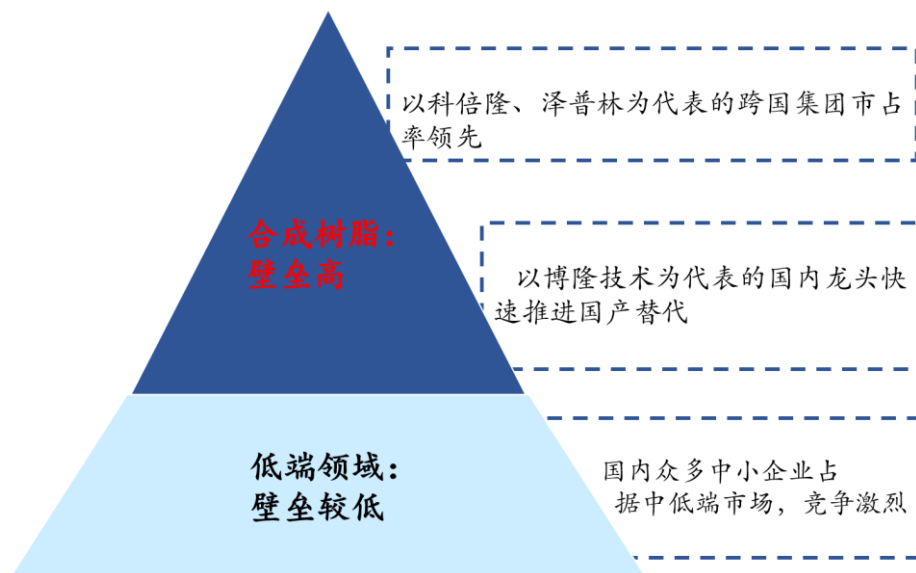 以科倍隆、泽普林为代表的跨国集团市占
率领先
合成树脂：
壁垒高
以博隆技术为代表的国内龙头快
速推进国产替代
低端领域：
壁垒较低
国内众多中小企业占
据中低端市场，竞争激烈